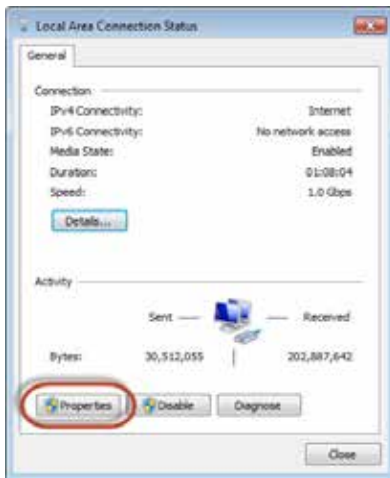 Local Area Connection Status
General
Connection
IPv4 Connectivity: Internet
IPv6 Connectivity: No network access
Media State: Enabled
Duration: 01:08:04
Speed: 1.0 Gbps
Details...
Activity
Sent Received
Bytes: 30,512,055 202,887,642
Properties Disable Diagnose
Close